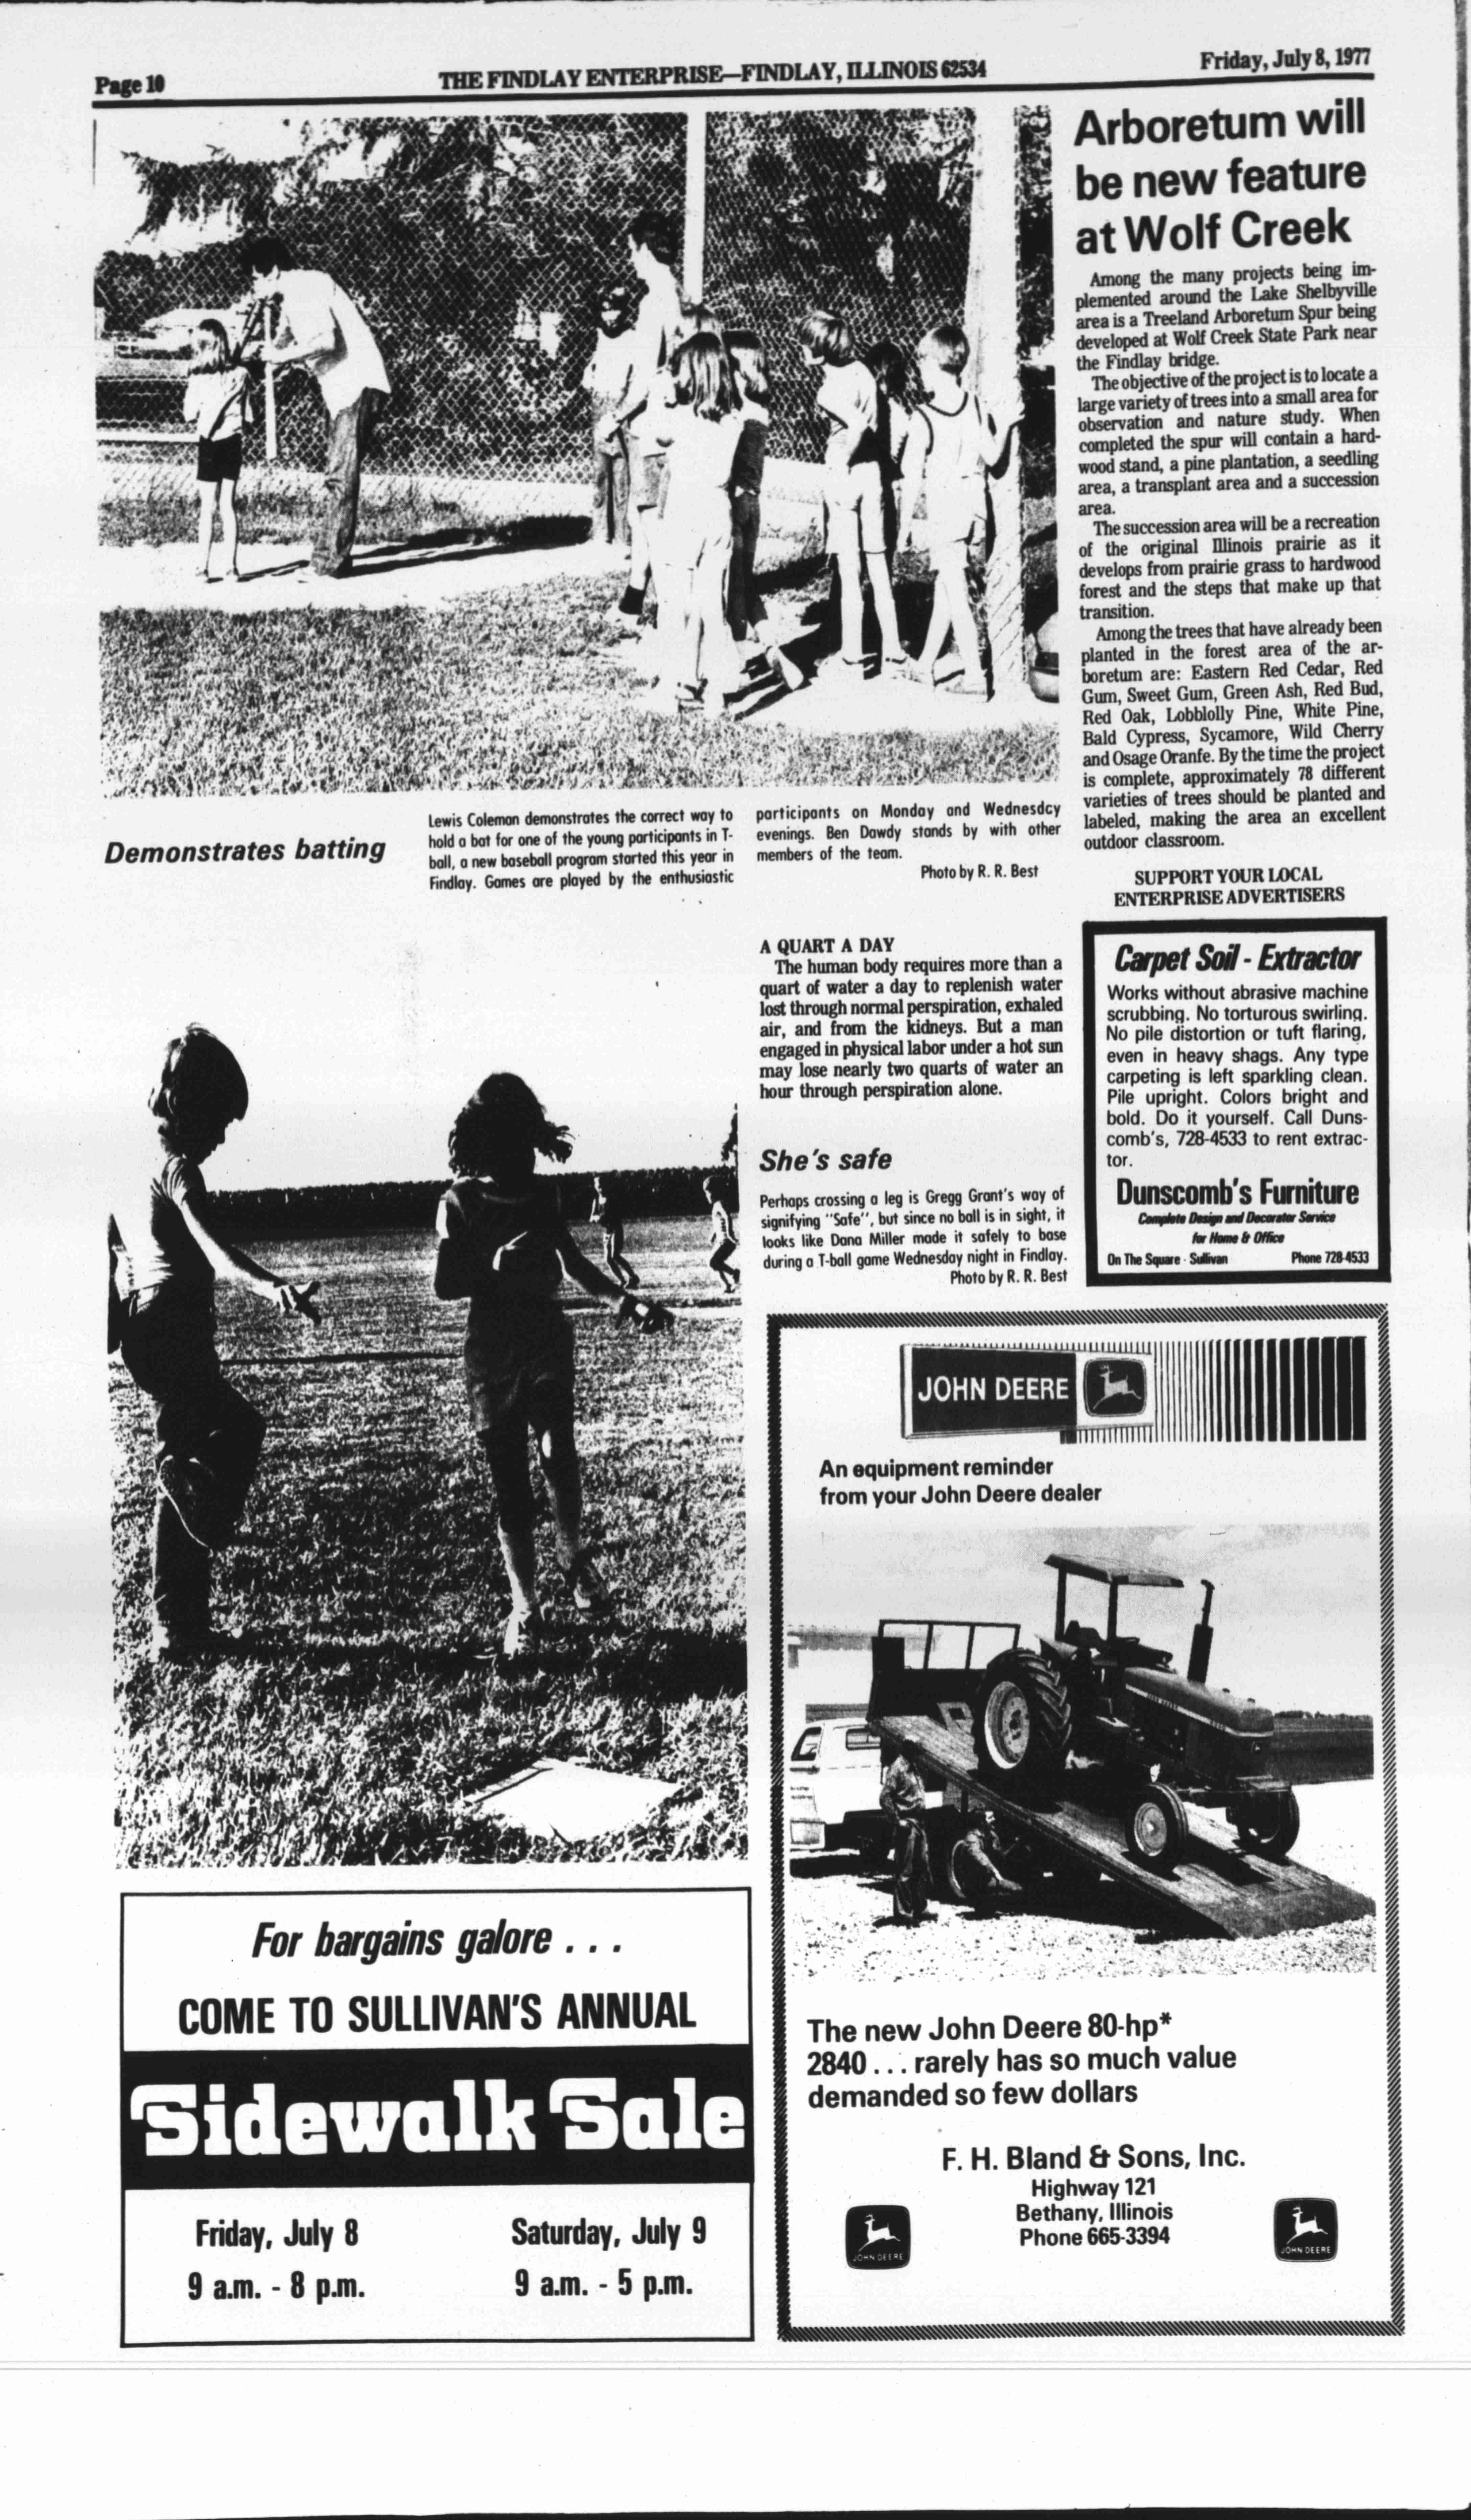 Page 10
THE FINDLAY ENTERPRISE—FINDLAY, ILLINOIS 62534
Friday, July 8, 1977
Arboretum will
be new feature
at Wolf Creek
Among the many projects being im-
plemented around the Lake Shelbyville
area is a Treeland Arboretum Spur being
developed at Wolf Creek State Park near
the Findlay bridge.
The objective of the project is to locate a
large variety of trees into a small area for
observation and nature study. When
completed the spur will contain a hard-
wood stand, a pine plantation, a seedling
area, a transplant area and a succession
area.
The succession area will be a recreation
of the original Illinois prairie as it
develops from prairie grass to hardwood
forest and the steps that make up that
transition.
Among the trees that have already been
planted in the forest area of the ar-
boretum are: Eastern Red Cedar, Red
Gum, Sweet Gum, Green Ash, Red Bud,
Red Oak, Lobblolly Pine, White Pine,
Bald Cypress, Sycamore, Wild Cherry
and Osage Oranfe. By the time the project
is complete, approximately 78 different
varieties of trees should be planted and
labeled, making the area an excellent
outdoor classroom.
SUPPORT YOUR LOCAL
ENTERPRISE ADVERTISERS
Demonstrates batting
Lewis Coleman demonstrates the correct way to
hold a bat for one of the young participants in T-
ball, a new baseball program started this year in
Findlay. Games are played by the enthusiastic
participants on Monday and Wednesdcy
evenings. Ben Dawdy stands by with other
members of the team.
Photo by R. R. Best
A QUART A DAY
The human body requires more than a
quart of water a day to replenish water
lost through normal perspiration, exhaled
air, and from the kidneys. But a man
engaged in physical labor under a hot sun
may lose nearly two quarts of water an
hour through perspiration alone.
She's safe
Perhaps crossing a leg is Gregg Grant's way of
signifying "Safe", but since no ball is in sight, it
looks like Dana Miller made it safely to base
during a T-ball game Wednesday night in Findlay.
Photo by R. R. Best
Carpet Soil - Extractor
Works without abrasive machine
scrubbing. No torturous swirling.
No pile distortion or tuft flaring,
even in heavy shags. Any type
carpeting is left sparkling clean.
Pile upright. Colors bright and
bold. Do it yourself. Call Duns-
comb's, 728-4533 to rent extrac-
tor.
Dunscomb's Furniture
Complete Design and Decorator Service
for Home & Office
On The Square - Sullivan Phone 728-4533
JOHN DEERE
An equipment reminder
from your John Deere dealer
The new John Deere 80-hp*
2840 . . . rarely has so much value
demanded so few dollars
F. H. Bland & Sons, Inc.
Highway 121
Bethany, Illinois
Phone 665-3394
JOHN DEERE
JOHN DEERE
For bargains galore . . .
COME TO SULLIVAN'S ANNUAL
Sidewalk Sale
Friday, July 8 Saturday, July 9
9 a.m. - 8 p.m. 9 a.m. - 5 p.m.